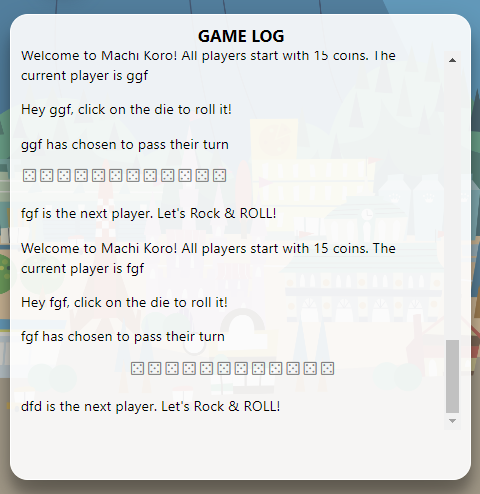 GAME LOG
Welcome to Machi Koro! All players start with 15 coins. The
current player is ggf
Hey ggf, click on the die to roll it!
ggf has chosen to pass their turn
⚄⚄⚄⚄⚄⚄⚄⚄⚄⚄⚄⚄
fgf is the next player. Let's Rock & ROLL!
Welcome to Machi Koro! All players start with 15 coins. The
current player is fgf
Hey fgf, click on the die to roll it!
fgf has chosen to pass their turn
⚄⚄⚄⚄⚄⚄⚄⚄⚄⚄⚄⚄
dfd is the next player. Let's Rock & ROLL!